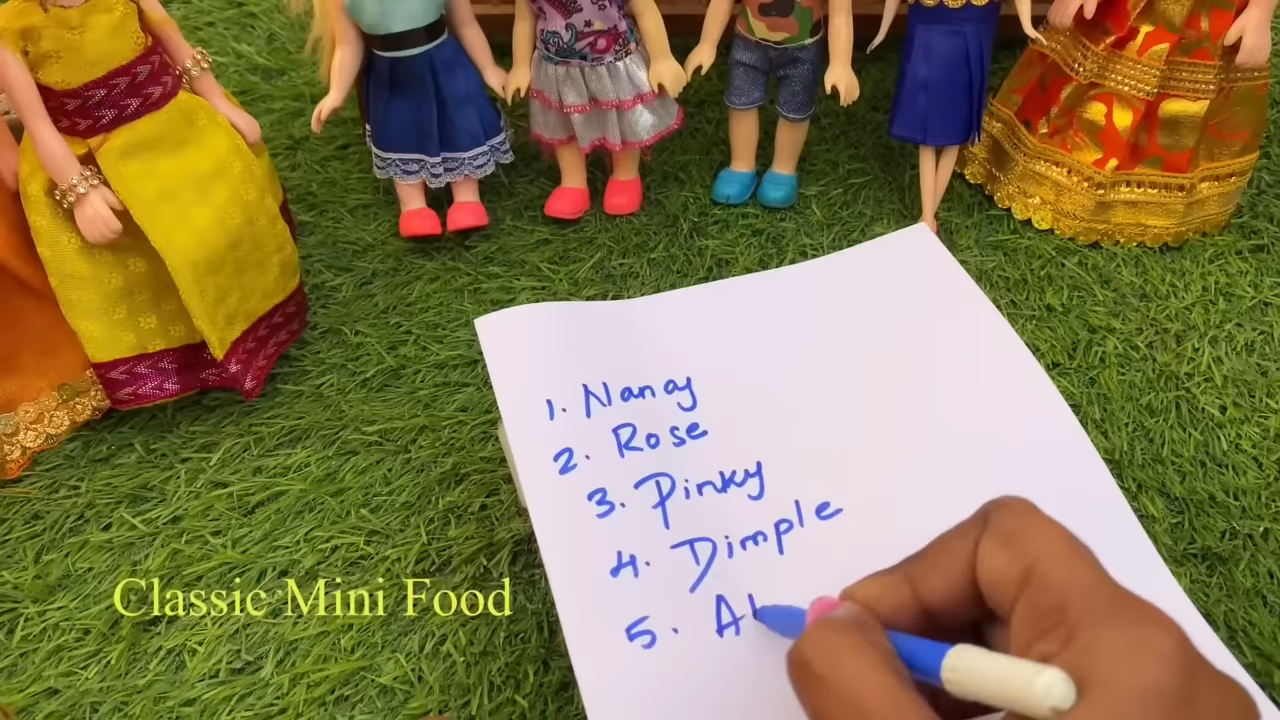 1. Nancy
2. Rose
3. Pinky
4. Dimple
5.
Classic Mini Food